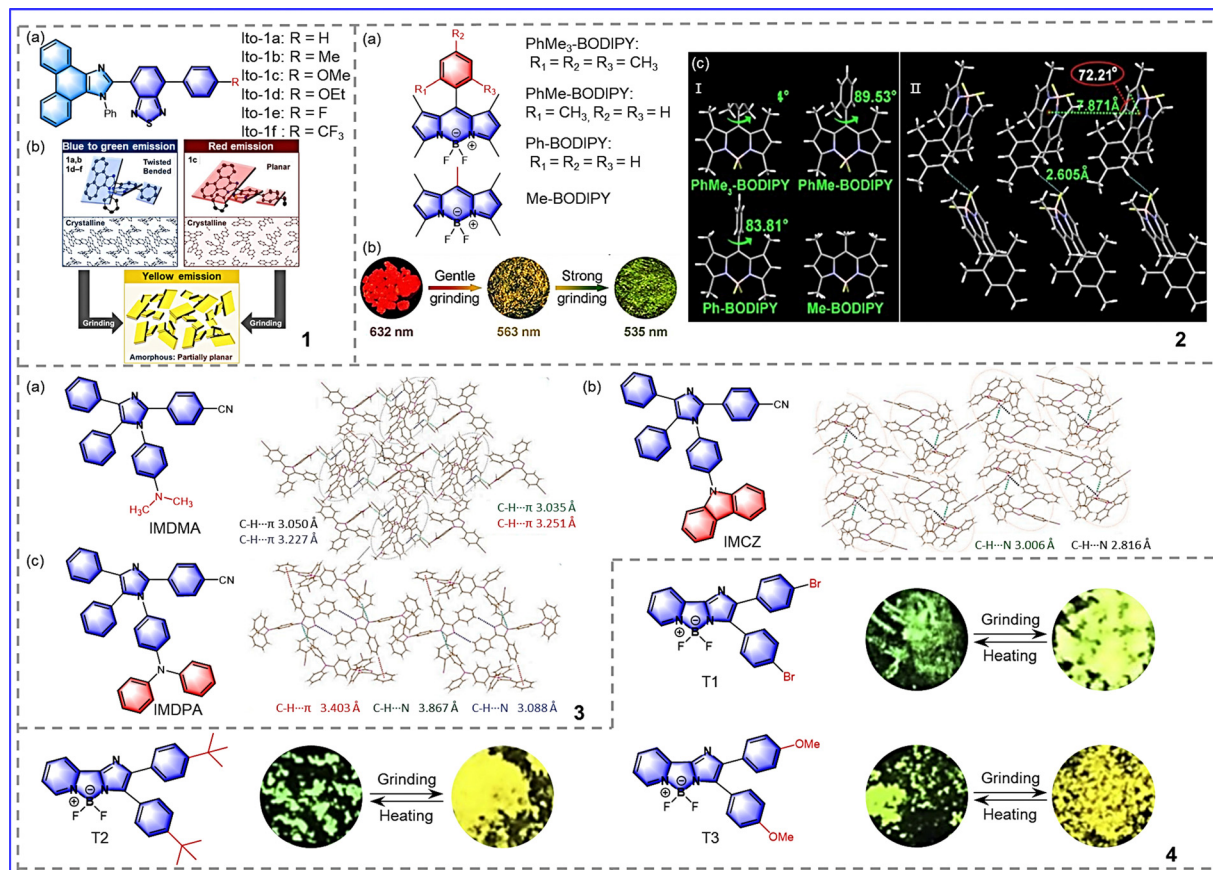 (a)
Ito-1a: R = H
Ito-1b: R = Me
Ito-1c: R = OMe
Ito-1d: R = OEt
Ito-1e: R = F
Ito-1f: R = CF3
N
N
Ph
N
N
S
R
(b)
Blue to green emission
1a,b
1d–f
Twisted
Bended
Crystalline
Red emission
1c
Planar
Crystalline
Yellow emission
Grinding
Grinding
Amorphous: Partially planar
1
(a)
R2
R1
R3
N
B
N
F
F
N
B
N
F
F
PhMe3-BODIPY:
R1 = R2 = R3 = CH3
PhMe-BODIPY:
R1 = CH3, R2 = R3 = H
Ph-BODIPY:
R1 = R2 = R3 = H
Me-BODIPY
(b)
Gentle
grinding
Strong
grinding
632 nm
563 nm
535 nm
(c)
I
89.53°
PhMe3-BODIPY
PhMe-BODIPY
83.81°
Ph-BODIPY
Me-BODIPY
II
72.21°
7.871Å
2.605Å
2
(a)
N
CN
N
N
H3C
CH3
IMDMA
C-H···π 3.050 Å
C-H···π 3.227 Å
C-H···π 3.035 Å
C-H···π 3.251 Å
(b)
N
CN
N
N
IMCZ
C-H···N 3.006 Å
C-H···N 2.816 Å
(c)
N
CN
N
N
IMDPA
C-H···π 3.403 Å
C-H···N 3.867 Å
C-H···N 3.088 Å
3
N
Br
N
B
N
F
F
Br
T1
Grinding
Heating
N
N
B
N
F
F
T2
Grinding
Heating
N
OMe
N
B
N
F
F
OMe
T3
Grinding
Heating
4